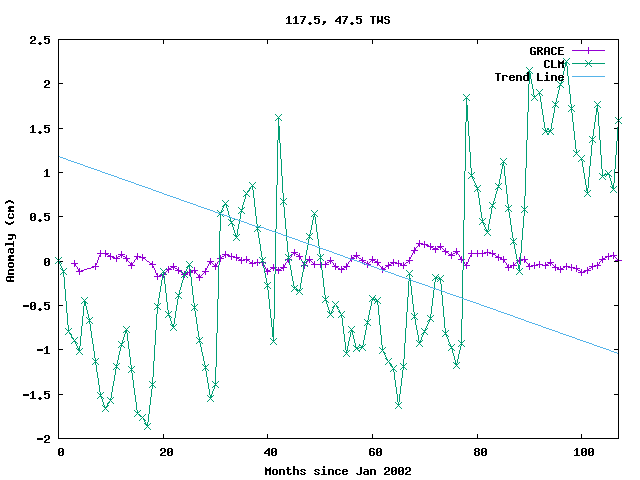 117.5, 47.5 TWS
GRACE
CLM
Trend Line
2.5
2
1.5
1
0.5
0
-0.5
-1
-1.5
-2
Anomaly (cm)
0 20 40 60 80 100
Months since Jan 2002